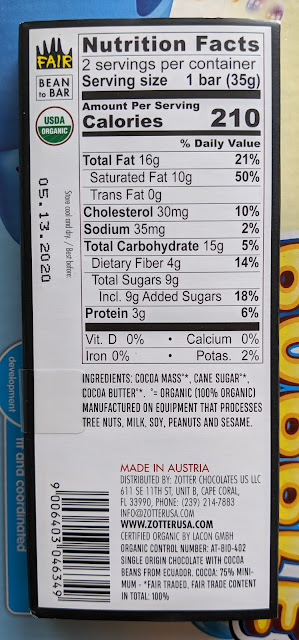 FAIR
BEAN
to BAR
USDA
ORGANIC
Store cool and dry / Best before:
05.13.2020
Nutrition Facts
2 servings per container
Serving size 1 bar (35g)
Amount Per Serving
Calories 210
% Daily Value
Total Fat 16g 21%
Saturated Fat 10g 50%
Trans Fat 0g
Cholesterol 30mg 10%
Sodium 35mg 2%
Total Carbohydrate 15g 5%
Dietary Fiber 4g 14%
Total Sugars 9g
Incl. 9g Added Sugars 18%
Protein 3g 6%
Vit. D 0% • Calcium 0%
Iron 0% • Potas. 2%
INGREDIENTS: COCOA MASS°*, CANE SUGAR°*,
COCOA BUTTER°*. °= ORGANIC (100% ORGANIC)
MANUFACTURED ON EQUIPMENT THAT PROCESSES
TREE NUTS, MILK, SOY, PEANUTS AND SESAME.
MADE IN AUSTRIA
DISTRIBUTED BY: ZOTTER CHOCOLATES US LLC
611 SE 11TH ST, UNIT B, CAPE CORAL,
FL 33990, PHONE: (239) 214-7883
INFO@ZOTTERUSA.COM
WWW.ZOTTERUSA.COM
CERTIFIED ORGANIC BY LACON GMBH
ORGANIC CONTROL NUMBER: AT-BIO-402
SINGLE ORIGIN CHOCOLATE WITH COCOA
BEANS FROM ECUADOR. COCOA: 75% MINI-
MUM - *FAIR TRADED, FAIR TRADE CONTENT
IN TOTAL: 100%
9006403046349
development
fit and coordinated